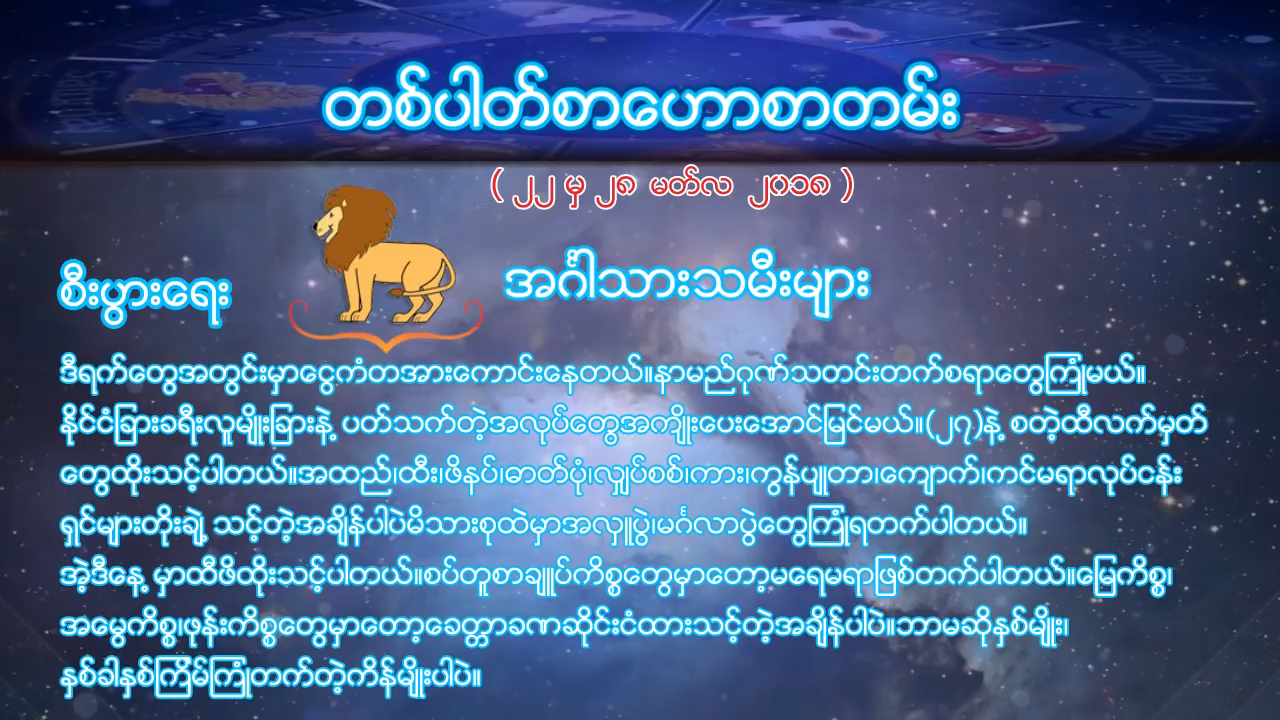 တစ်ပါတ်စာဟောစာတမ်း
( ၂၂ မှ ၂၈ မတ်လ ၂၀၁၈ )
အင်္ဂါသားသမီးများ
စီးပွားရေး
ဒီရက်တွေအတွင်းမှာငွေကံတအားကောင်းနေတယ်။နာမည်ဂုဏ်သတင်းတက်စရာတွေကြုံမယ်။
နိုင်ငံခြားခရီးလူမျိုးခြားနဲ့ ပတ်သက်တဲ့အလုပ်တွေအကျိုးပေးအောင်မြင်မယ်။(၂၇)နဲ့ စတဲ့ထီလက်မှတ်
တွေထိုးသင့်ပါတယ်။အထည်၊ထီး၊ဖိနပ်၊ဓာတ်ပုံ၊လျှပ်စစ်၊ကား၊ကွန်ပျူတာ၊ကျောက်၊ကင်မရာလုပ်ငန်း
ရှင်များတိုးချဲ့ သင့်တဲ့အချိန်ပါပဲမိသားစုထဲမှာအလှူပွဲ၊မင်္ဂလာပွဲတွေကြုံရတက်ပါတယ်။
အဲ့ဒီနေ့ မှာထီဖိထိုးသင့်ပါတယ်။စပ်တူစာချူပ်ကိစ္စတွေမှာတော့မရေမရာဖြစ်တက်ပါတယ်။မြေကိစ္စ၊
အမွေကိစ္စ၊ဖုန်းကိစ္စတွေမှာတော့ခေတ္တာခဏဆိုင်းငံထားသင့်တဲ့အချိန်ပါပဲ။ဘာမဆိုနှစ်မျိုး၊
နှစ်ခါနှစ်ကြိမ်ကြုံတက်တဲ့ကိန်မျိုးပါပဲ။